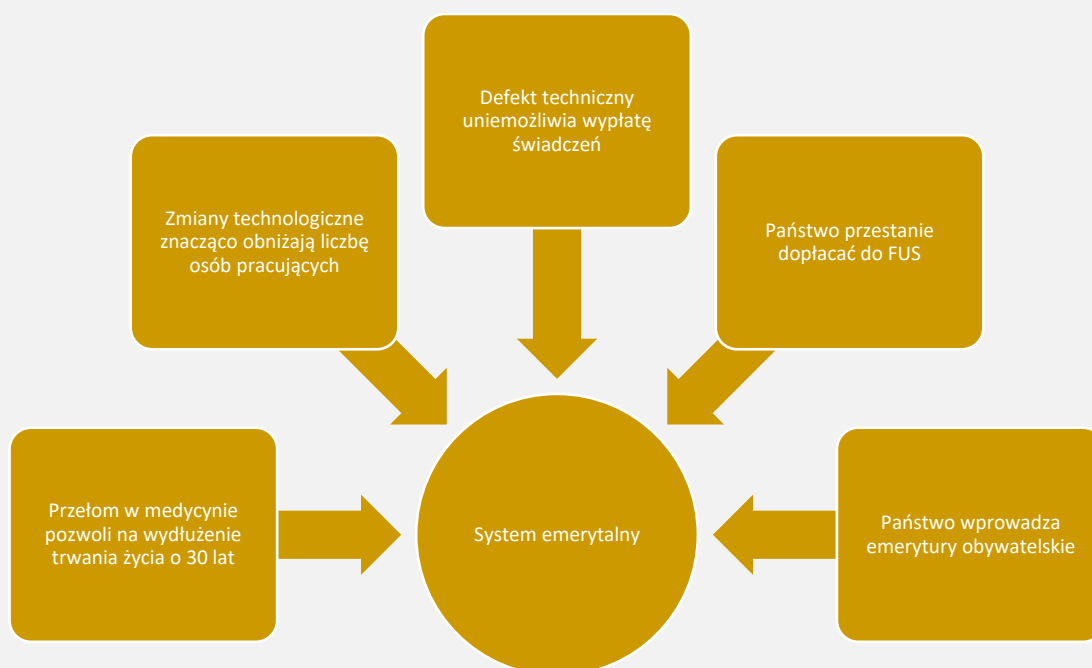 Defekt techniczny
uniemożliwia wypłatę
świadczeń
Zmiany technologiczne
znacząco obniżają liczbę
osób pracujących
Państwo przestanie
dopłacać do FUS
Przełom w medycynie
pozwoli na wydłużenie
trwania życia o 30 lat
System emerytalny
Państwo wprowadza
emerytury obywatelskie